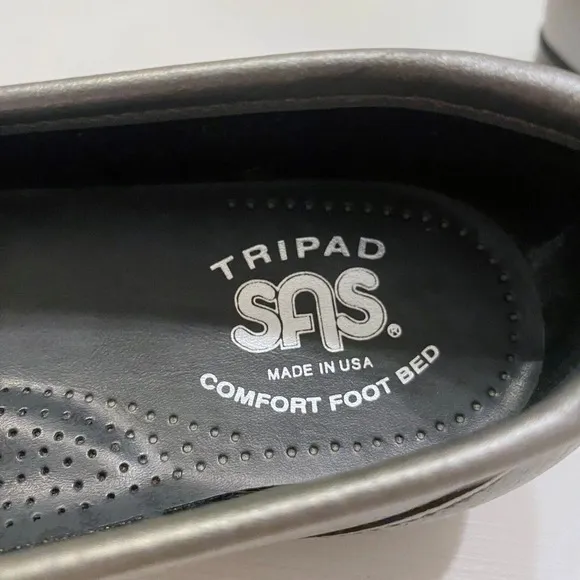 TRIPAD
SAS®
MADE IN USA
COMFORT FOOT BED